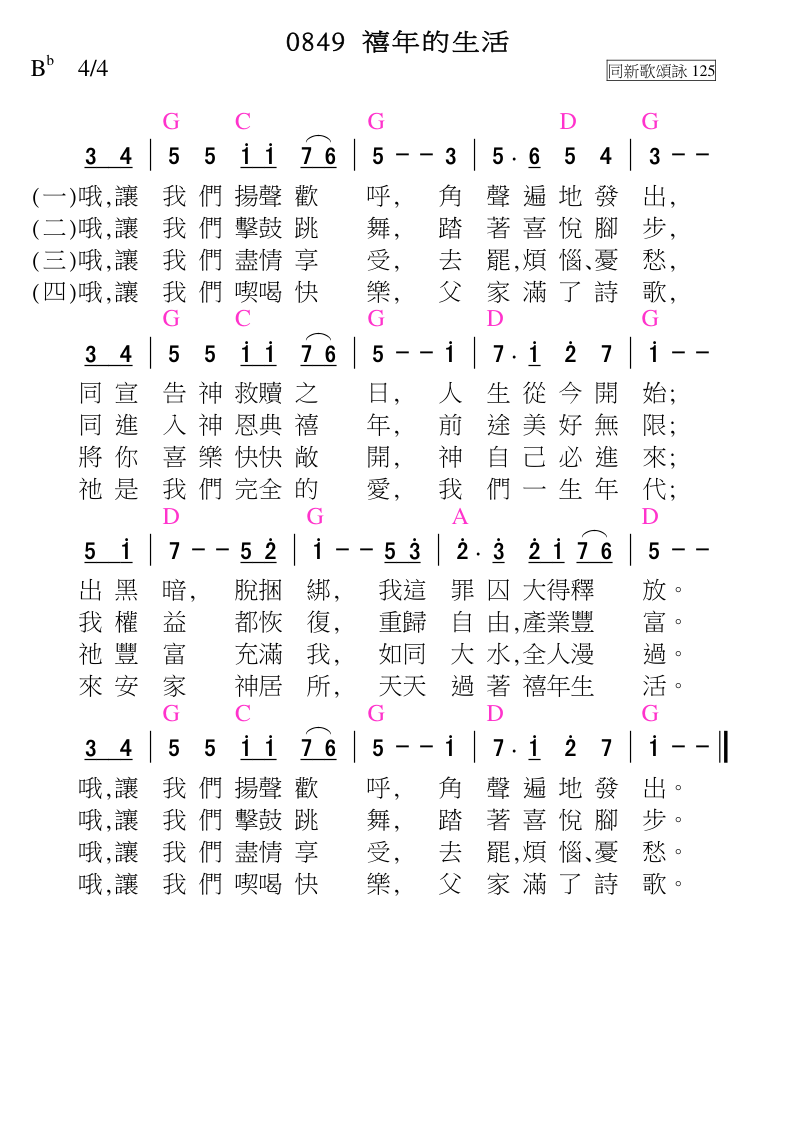 0849 禧年的生活
B♭ 4/4 同新歌頌詠 125
G C G D G
3 4 | 5 5 i̇ i̇ 7 6 | 5 - - 3 | 5 . 6 5 4 | 3 - -
(一)哦,讓 我 們 揚聲 歡 呼, 角 聲 遍 地 發 出,
(二)哦,讓 我 們 擊鼓 跳 舞, 踏 著 喜 悅 腳 步,
(三)哦,讓 我 們 盡情 享 受, 去 罷,煩 惱、憂 愁,
(四)哦,讓 我 們 喫喝 快 樂, 父 家 滿 了 詩 歌,
G C G D G
3 4 | 5 5 1̇ 1̇ 7 6 | 5 - - 1̇ | 7 . 1̇ 2̇ 7 | 1̇ - -
同 宣 告 神 救贖 之 日, 人 生 從 今 開 始;
同 進 入 神 恩典 禧 年, 前 途 美 好 無 限;
將 你 喜 樂 快快 敞 開, 神 自 己 必 進 來;
祂 是 我 們 完全 的 愛, 我 們 一 生 年 代;
D G A D
5 1̇ | 7 - - 5 2̇ | 1̇ - - 5 3̇ | 2̇ . 3̇ 2̇ 1̇ 7 6 | 5 - -
出 黑 暗, 脫捆 綁, 我這 罪 囚 大得釋 放。
我 權 益 都恢 復, 重歸 自 由,產業豐 富。
祂 豐 富 充滿 我, 如同 大 水,全人漫 過。
來 安 家 神居 所, 天天 過 著 禧年生 活。
G C G D G
3 4 | 5 5 1̇ 1̇ 7 6 | 5 - - 1̇ | 7 . 1̇ 2̇ 7 | 1̇ - - ‖
哦,讓 我 們 揚聲 歡 呼, 角 聲 遍 地 發 出。
哦,讓 我 們 擊鼓 跳 舞, 踏 著 喜 悅 腳 步。
哦,讓 我 們 盡情 享 受, 去 罷,煩 惱、憂 愁。
哦,讓 我 們 喫喝 快 樂, 父 家 滿 了 詩 歌。